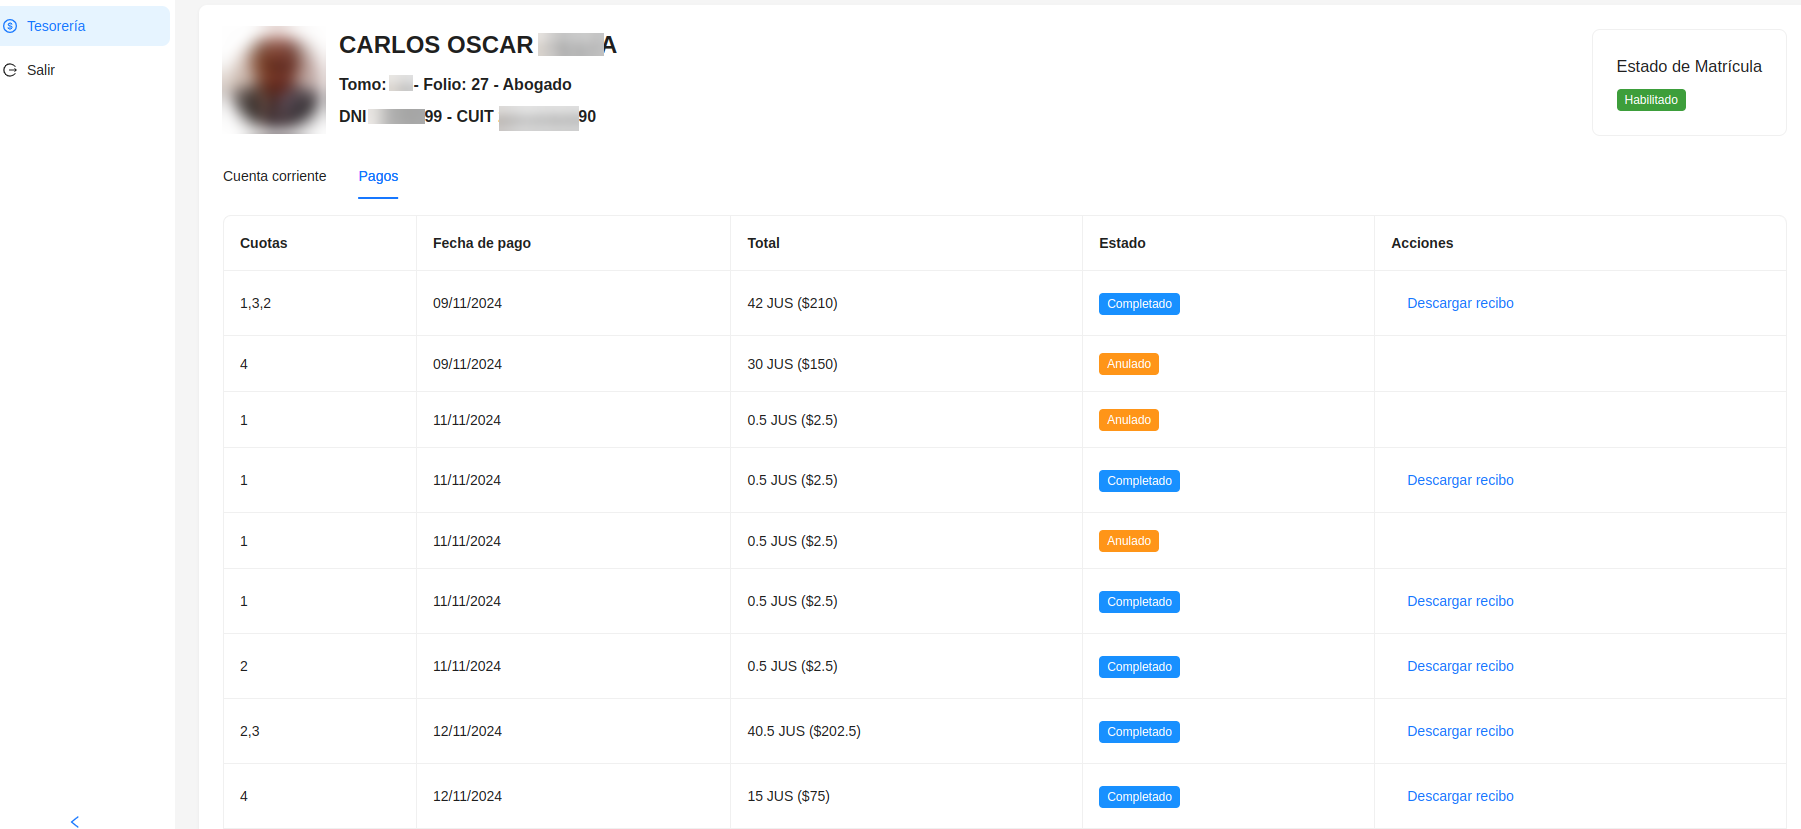 Tesorería
Salir
CARLOS OSCAR A
Tomo: - Folio: 27 - Abogado
DNI 99 - CUIT 90
Estado de Matrícula
Habilitado
Cuenta corriente Pagos
Cuotas Fecha de pago Total Estado Acciones
1,3,2 09/11/2024 42 JUS ($210) Completado Descargar recibo
4 09/11/2024 30 JUS ($150) Anulado
1 11/11/2024 0.5 JUS ($2.5) Anulado
1 11/11/2024 0.5 JUS ($2.5) Completado Descargar recibo
1 11/11/2024 0.5 JUS ($2.5) Anulado
1 11/11/2024 0.5 JUS ($2.5) Completado Descargar recibo
2 11/11/2024 0.5 JUS ($2.5) Completado Descargar recibo
2,3 12/11/2024 40.5 JUS ($202.5) Completado Descargar recibo
4 12/11/2024 15 JUS ($75) Completado Descargar recibo